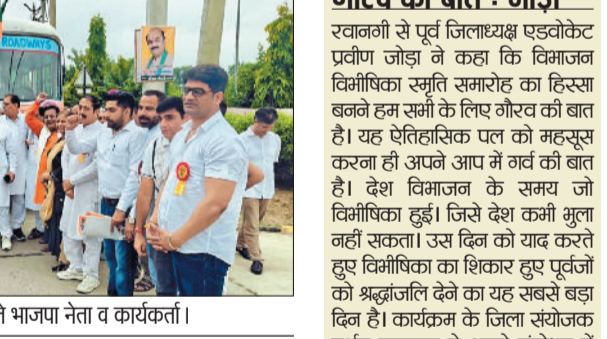 ROADWAYS
भाजपा नेता व कार्यकर्ता।
रवानगी से पूर्व जिलाध्यक्ष एडवोकेट
प्रवीण जोड़ा ने कहा कि विभाजन
विभीषिका स्मृति समारोह का हिस्सा
बनने हम सभी के लिए गौरव की बात
है। यह ऐतिहासिक पल को महसूस
करना ही अपने आप में गर्व की बात
है। देश विभाजन के समय जो
विभीषिका हुई। जिसे देश कभी भुला
नहीं सकता। उस दिन को याद करते
हुए विभीषिका का शिकार हुए पूर्वजों
को श्रद्धांजलि देने का यह सबसे बड़ा
दिन है। कार्यक्रम के जिला संयोजक